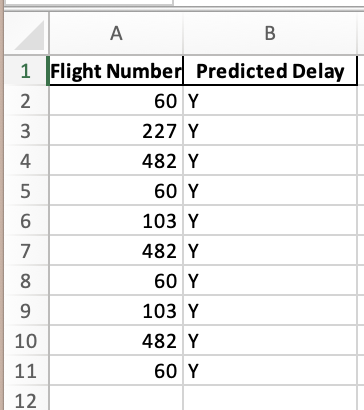 A B
1 Flight Number Predicted Delay
2 60 Y
3 227 Y
4 482 Y
5 60 Y
6 103 Y
7 482 Y
8 60 Y
9 103 Y
10 482 Y
11 60 Y
12